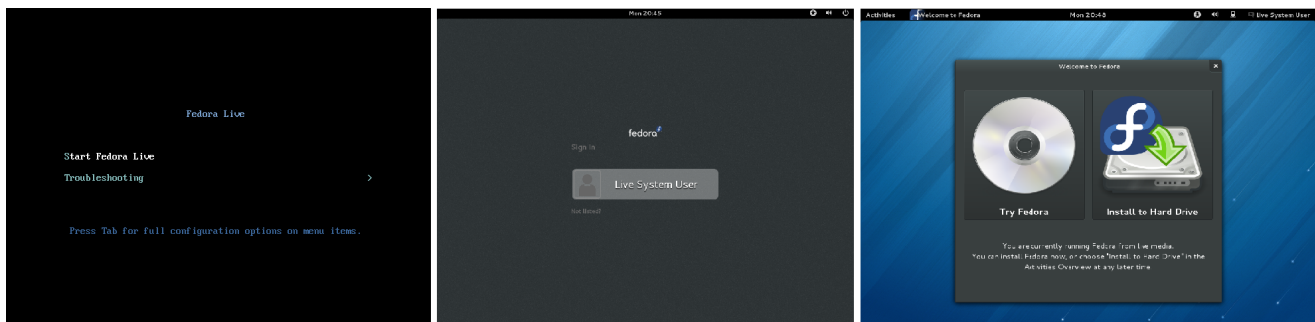 Fedora Live
Start Fedora Live
Troubleshooting >
Press Tab for full configuration options on menu items.
Mon 20:45
fedora
Sign in
Live System User
Not listed?
Activities Welcome to Fedora Mon 20:48 Live System User
Welcome to Fedora
Try Fedora Install to Hard Drive
You are currently running Fedora from live media.
You can install Fedora now, or choose "Install to Hard Drive" in the
Activities Overview at any later time.